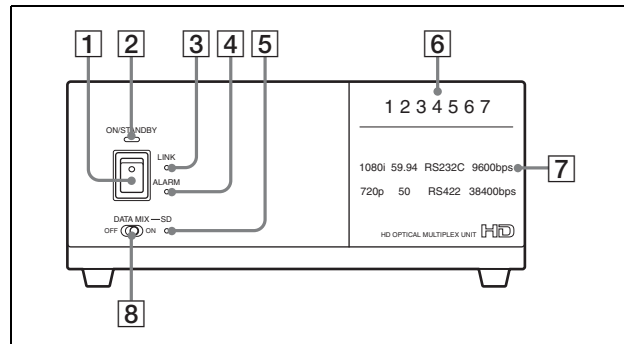 1 2 3 4 5 6
1 2 3 4 5 6 7
ON/STANDBY
LINK
ALARM
1080i 59.94 RS232C 9600bps 7
720p 50 RS422 38400bps
DATA MIX SD
OFF ON
HD OPTICAL MULTIPLEX UNIT HD
8